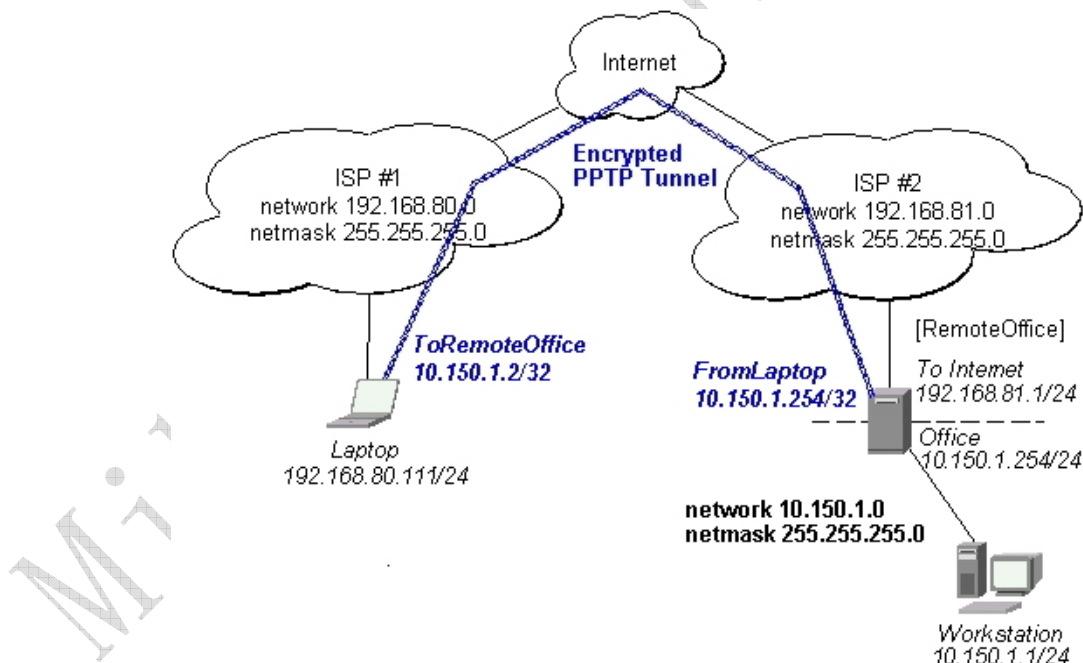 Internet
Encrypted
PPTP Tunnel
ISP #1
network 192.168.80.0
netmask 255.255.255.0
ISP #2
network 192.168.81.0
netmask 255.255.255.0
ToRemoteOffice
10.150.1.2/32
Laptop
192.168.80.111/24
[RemoteOffice]
FromLaptop
10.150.1.254/32
To Internet
192.168.81.1/24
Office
10.150.1.254/24
network 10.150.1.0
netmask 255.255.255.0
Workstation
10.150.1.1/24